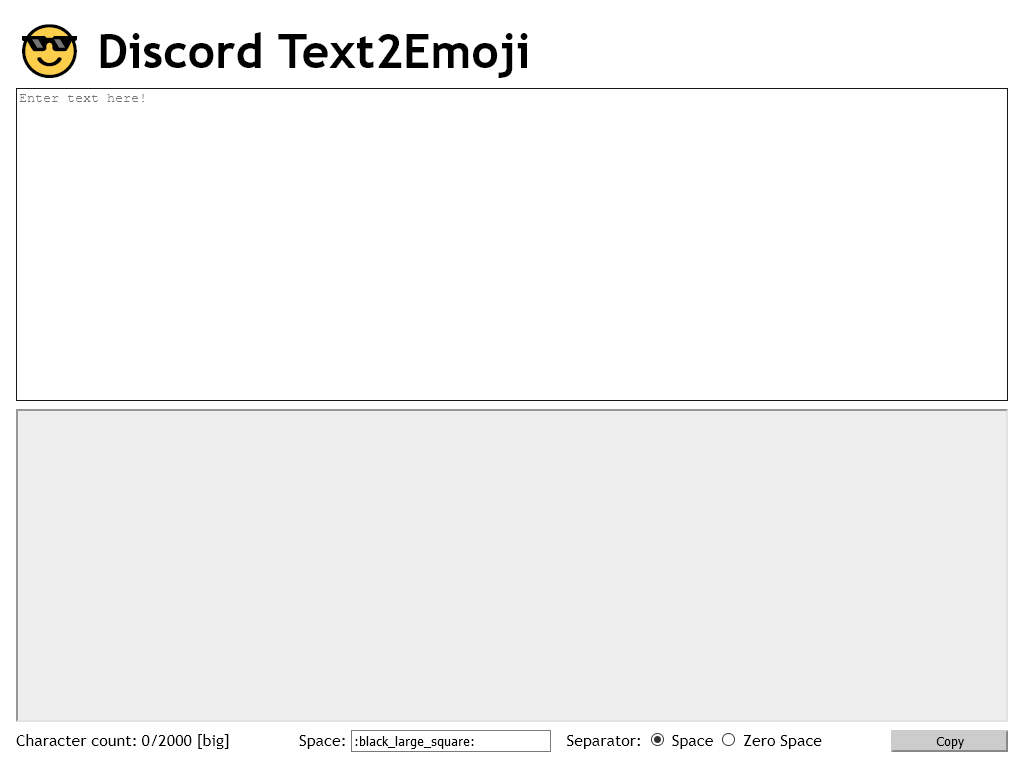 Discord Text2Emoji
Enter text here!
Character count: 0/2000 [big] Space: :black_large_square: Separator: Space Zero Space Copy